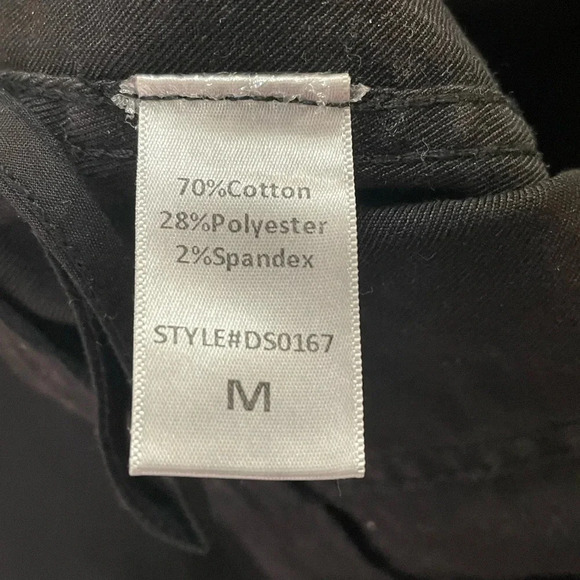 70%Cotton
28%Polyester
2%Spandex
STYLE#DS0167
M